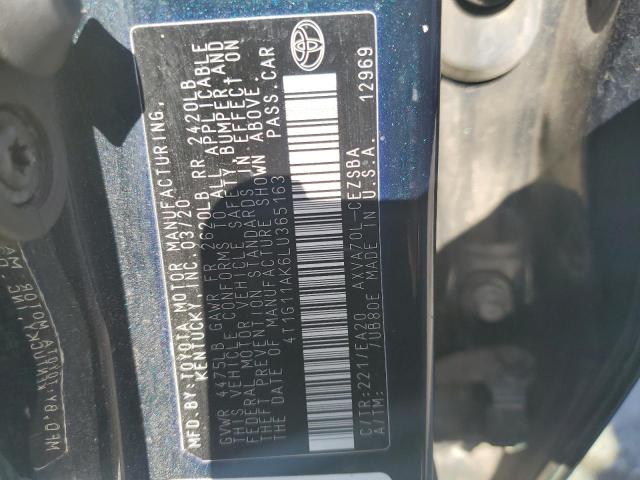 MFD. BY: TOYOTA MOTOR MANUFACTURING,
KENTUCKY, INC. 03/20
GVWR 4475LB GAWR FR 2620LB RR 2420LB
THIS VEHICLE CONFORMS TO ALL APPLICABLE
FEDERAL MOTOR VEHICLE SAFETY, BUMPER, AND
THEFT PREVENTION STANDARDS IN EFFECT ON
THE DATE OF MANUFACTURE SHOWN ABOVE.
4T1G11AK6LU365163 PASS. CAR
C/TR: 221/EA20 AXVA70L-CEZSBA
A/TM: /UB80E MADE IN U.S.A. 12969